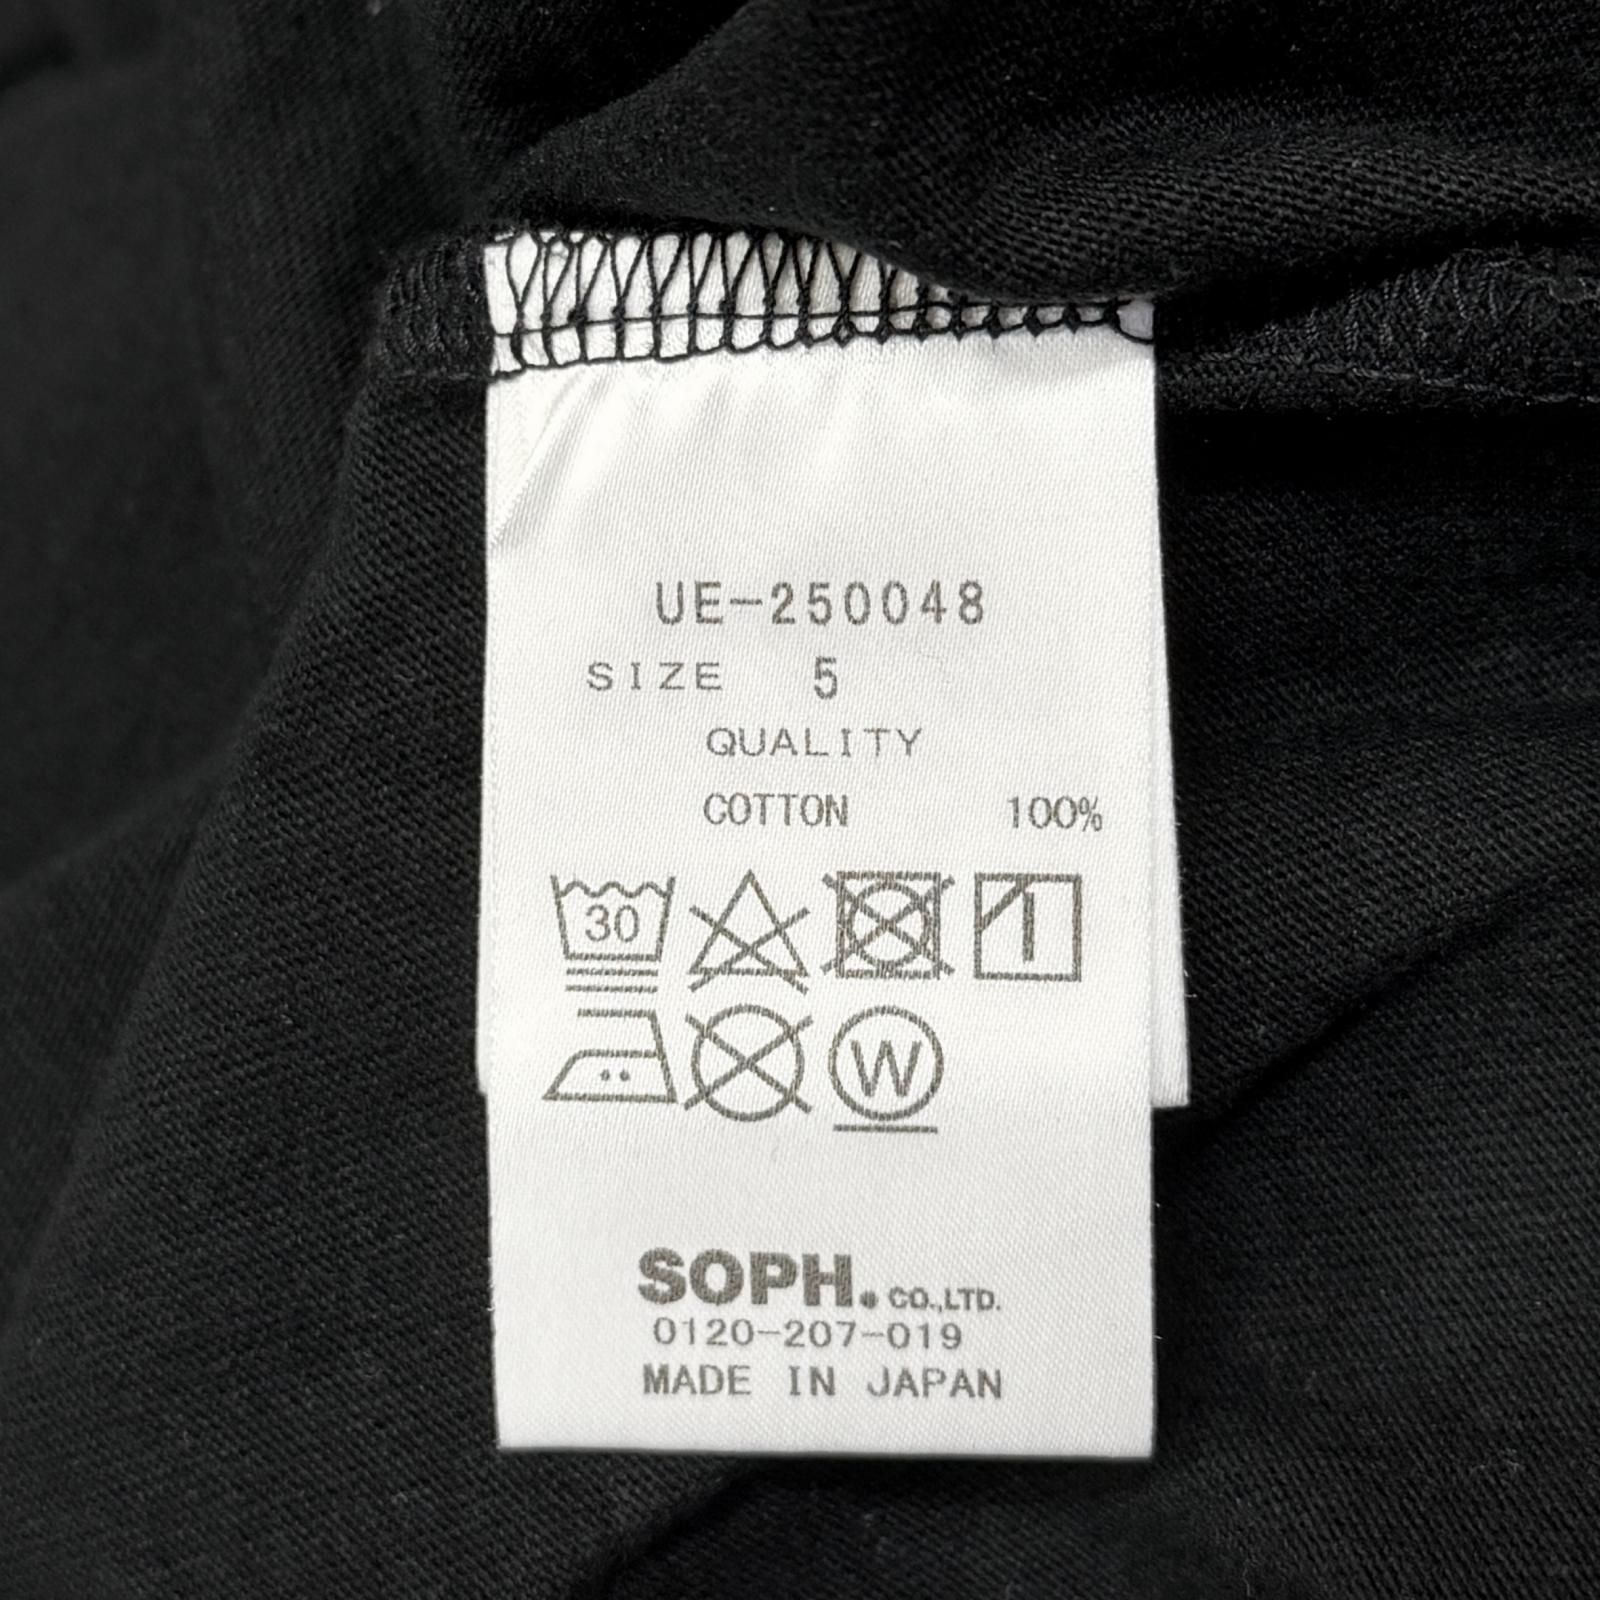 UE-250048
SIZE 5
QUALITY
COTTON 100%
30
W
SOPH. CO.,LTD.
0120-207-019
MADE IN JAPAN